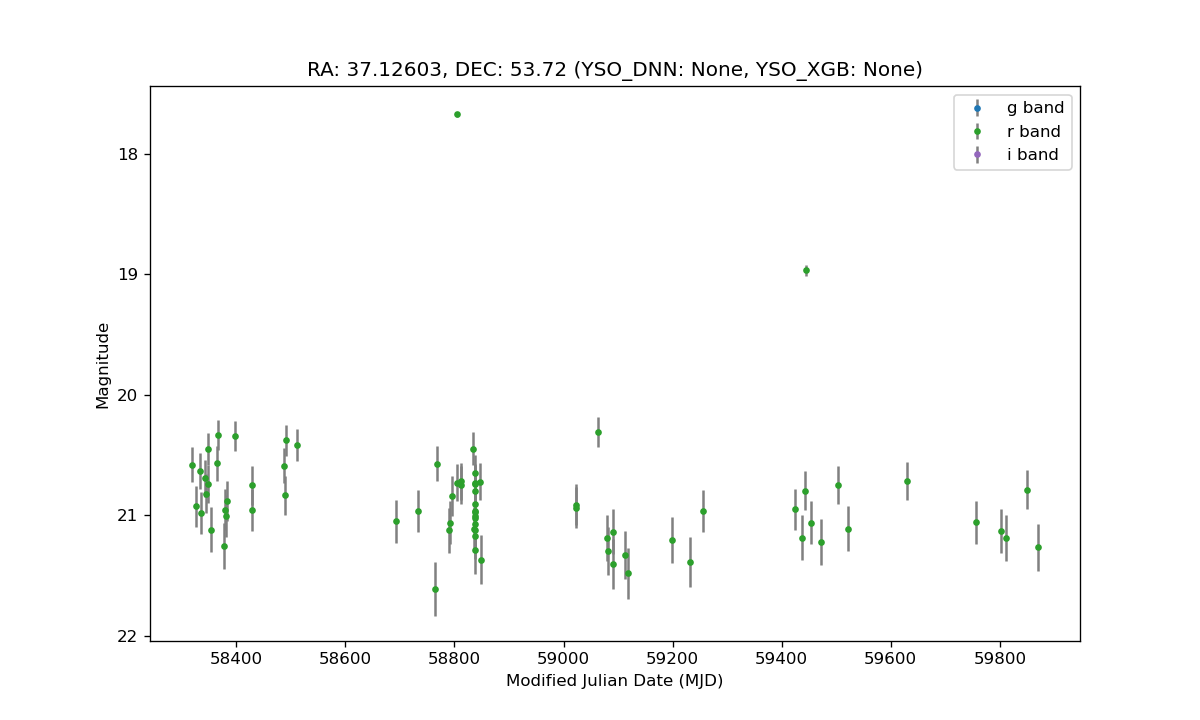 RA: 37.12603, DEC: 53.72 (YSO_DNN: None, YSO_XGB: None)
g band
r band
i band
18
19
20
21
22
Magnitude
58400 58600 58800 59000 59200 59400 59600 59800
Modified Julian Date (MJD)